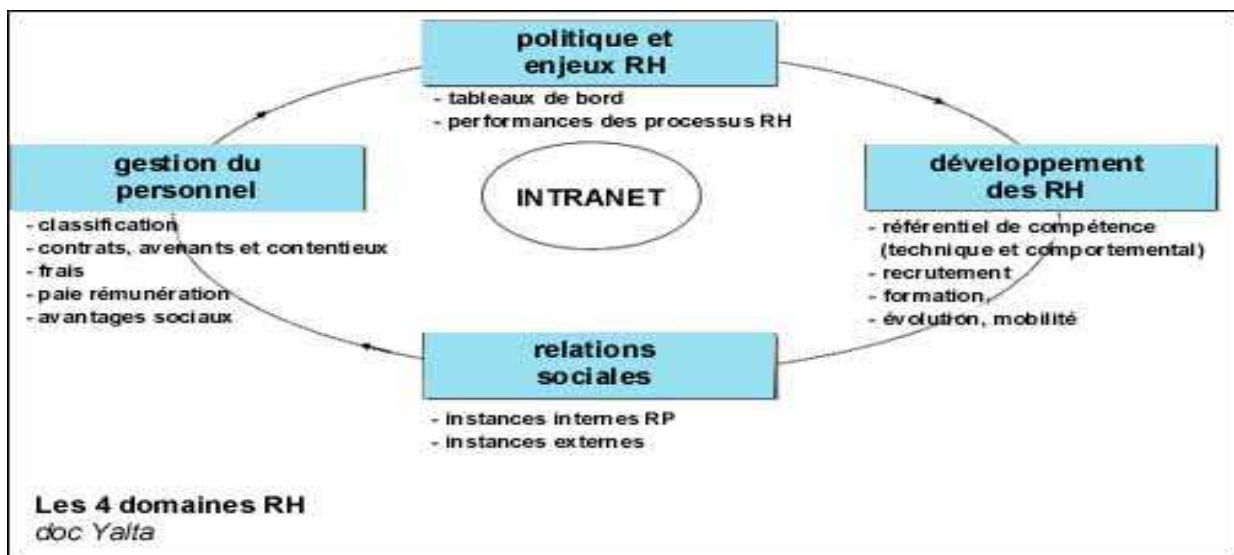 politique et
enjeux RH
- tableaux de bord
- performances des processus RH
gestion du
personnel
- classification
- contrats, avenants et contentieux
- frais
- paie rémunération
- avantages sociaux
INTRANET
développement
des RH
- référentiel de compétence
(technique et comportemental)
- recrutement
- formation
- évolution, mobilité
relations
sociales
- instances internes RP
- instances externes
Les 4 domaines RH
doc Yalta